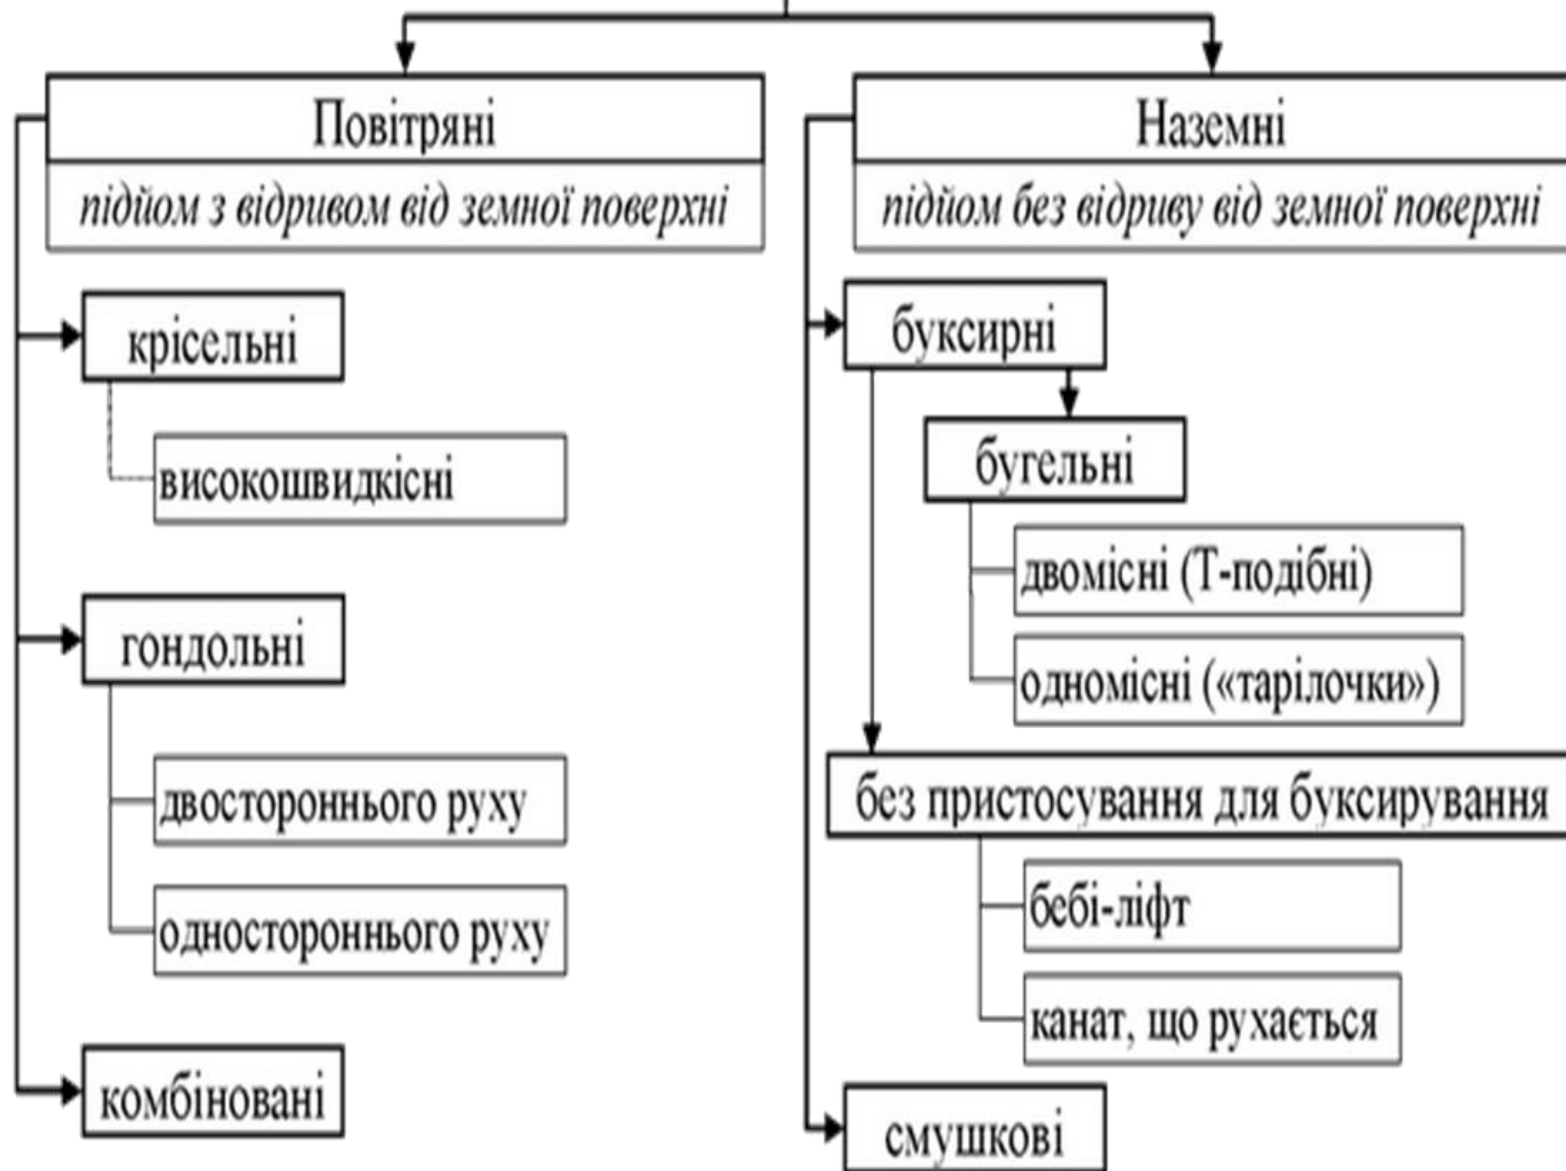 Повітряні
підйом з відривом від земної поверхні
крісельні
високошвидкісні
гондольні
двостороннього руху
одностороннього руху
комбіновані
Наземні
підйом без відриву від земної поверхні
буксирні
бугельні
двомісні (Т-подібні)
одномісні («тарілочки»)
без пристосування для буксирування
бебі-ліфт
канат, що рухається
смушкові